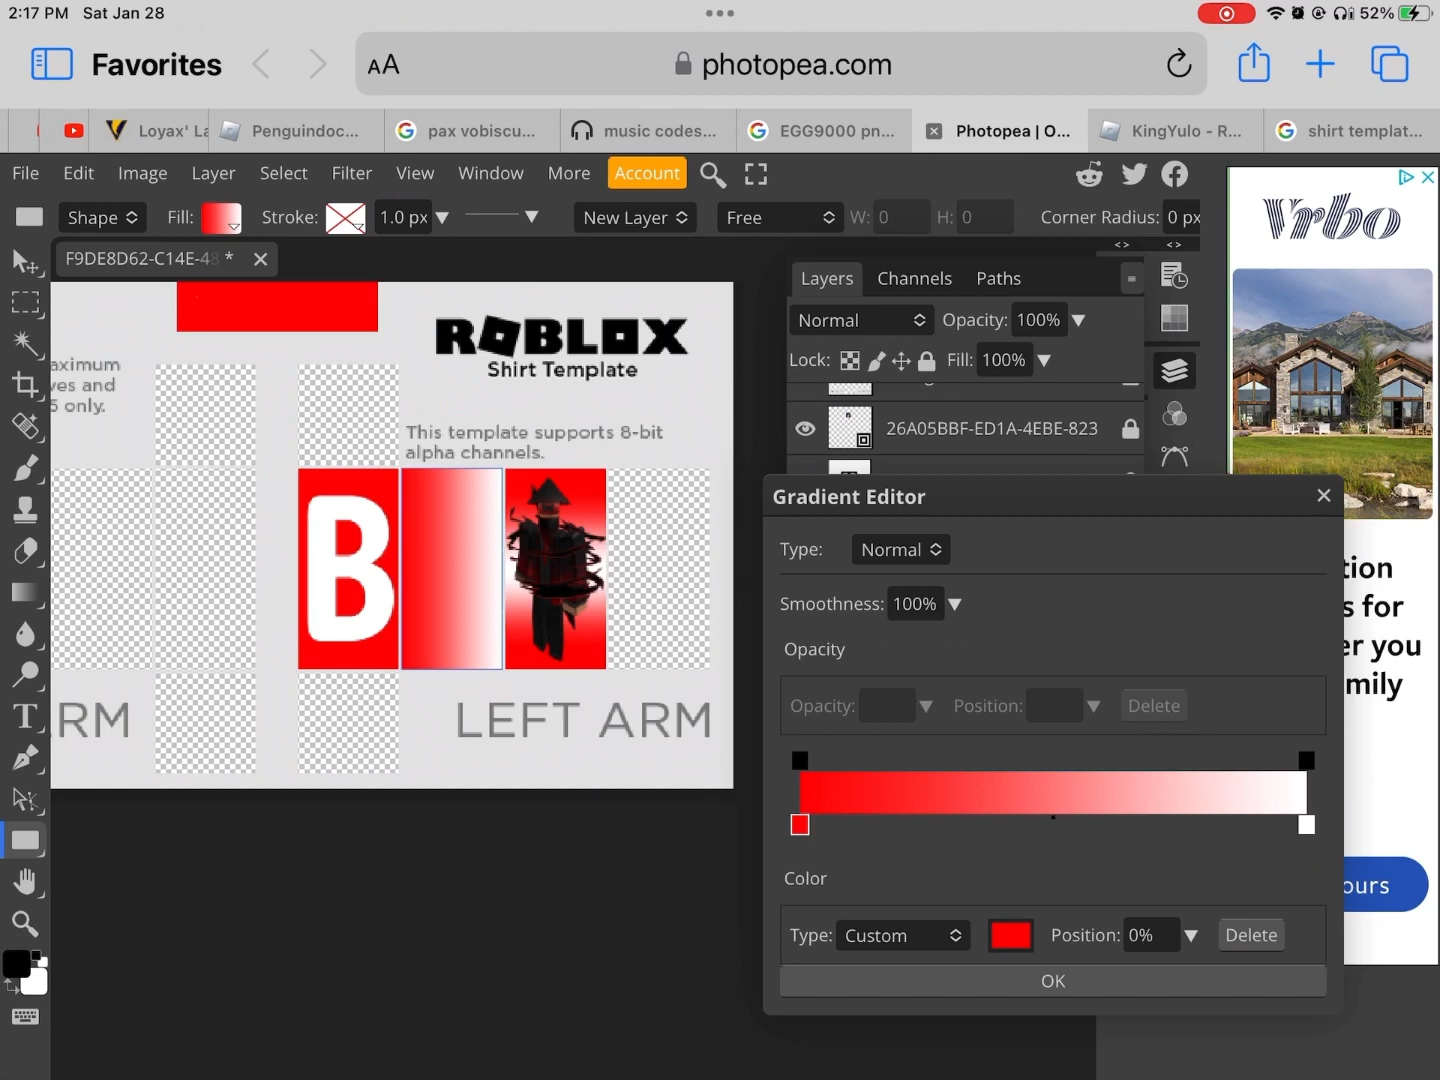 2:17 PM Sat Jan 28
52%
Favorites
AA
photopea.com
Loyax' La
Penguindoc...
pax vobiscu...
music codes...
EGG9000 pn...
Photopea | O...
KingYulo - R...
shirt templat...
File Edit Image Layer Select Filter View Window More Account
Shape Fill: Stroke: 1.0 px New Layer Free W: 0 H: 0 Corner Radius: 0 px
F9DE8D62-C14E-48 *
Layers Channels Paths
Normal Opacity: 100%
Lock: Fill: 100%
26A05BBF-ED1A-4EBE-823
ROBLOX
Shirt Template
aximum
ves and
5 only.
This template supports 8-bit
alpha channels.
B
RM
LEFT ARM
Gradient Editor
Type: Normal
Smoothness: 100%
Opacity
Opacity: Position: Delete
Color
Type: Custom Position: 0% Delete
OK
Vrbo
tion
s for
er you
mily
ours